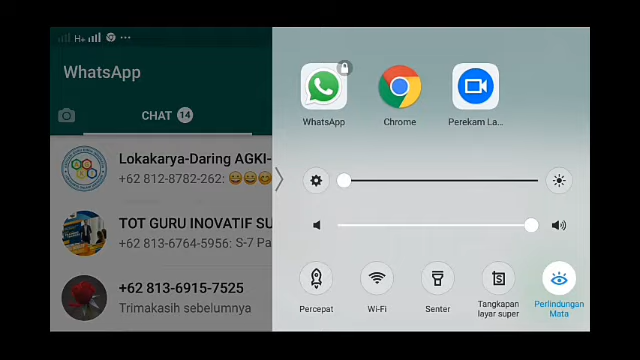 H+
WhatsApp
CHAT 14
Lokakarya-Daring AGKI-
+62 812-8782-262:
TOT GURU INOVATIF SU
+62 813-6764-5956: S-7 Pa
+62 813-6915-7525
Trimakasih sebelumnya
WhatsApp
Chrome
Perekam La...
Percepat
Wi-Fi
Senter
Tangkapan
layar super
Perlindungan
Mata